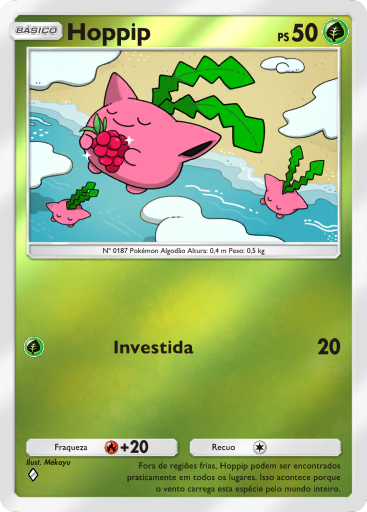 BÁSICO Hoppip PS 50
Nº 0187 Pokémon Algodão Altura: 0,4 m Peso: 0,5 kg
Investida 20
Fraqueza +20 Recuo
Ilust. Mékayu
Fora de regiões frias, Hoppip podem ser encontrados
praticamente em todos os lugares. Isso acontece porque
o vento carrega esta espécie pelo mundo inteiro.